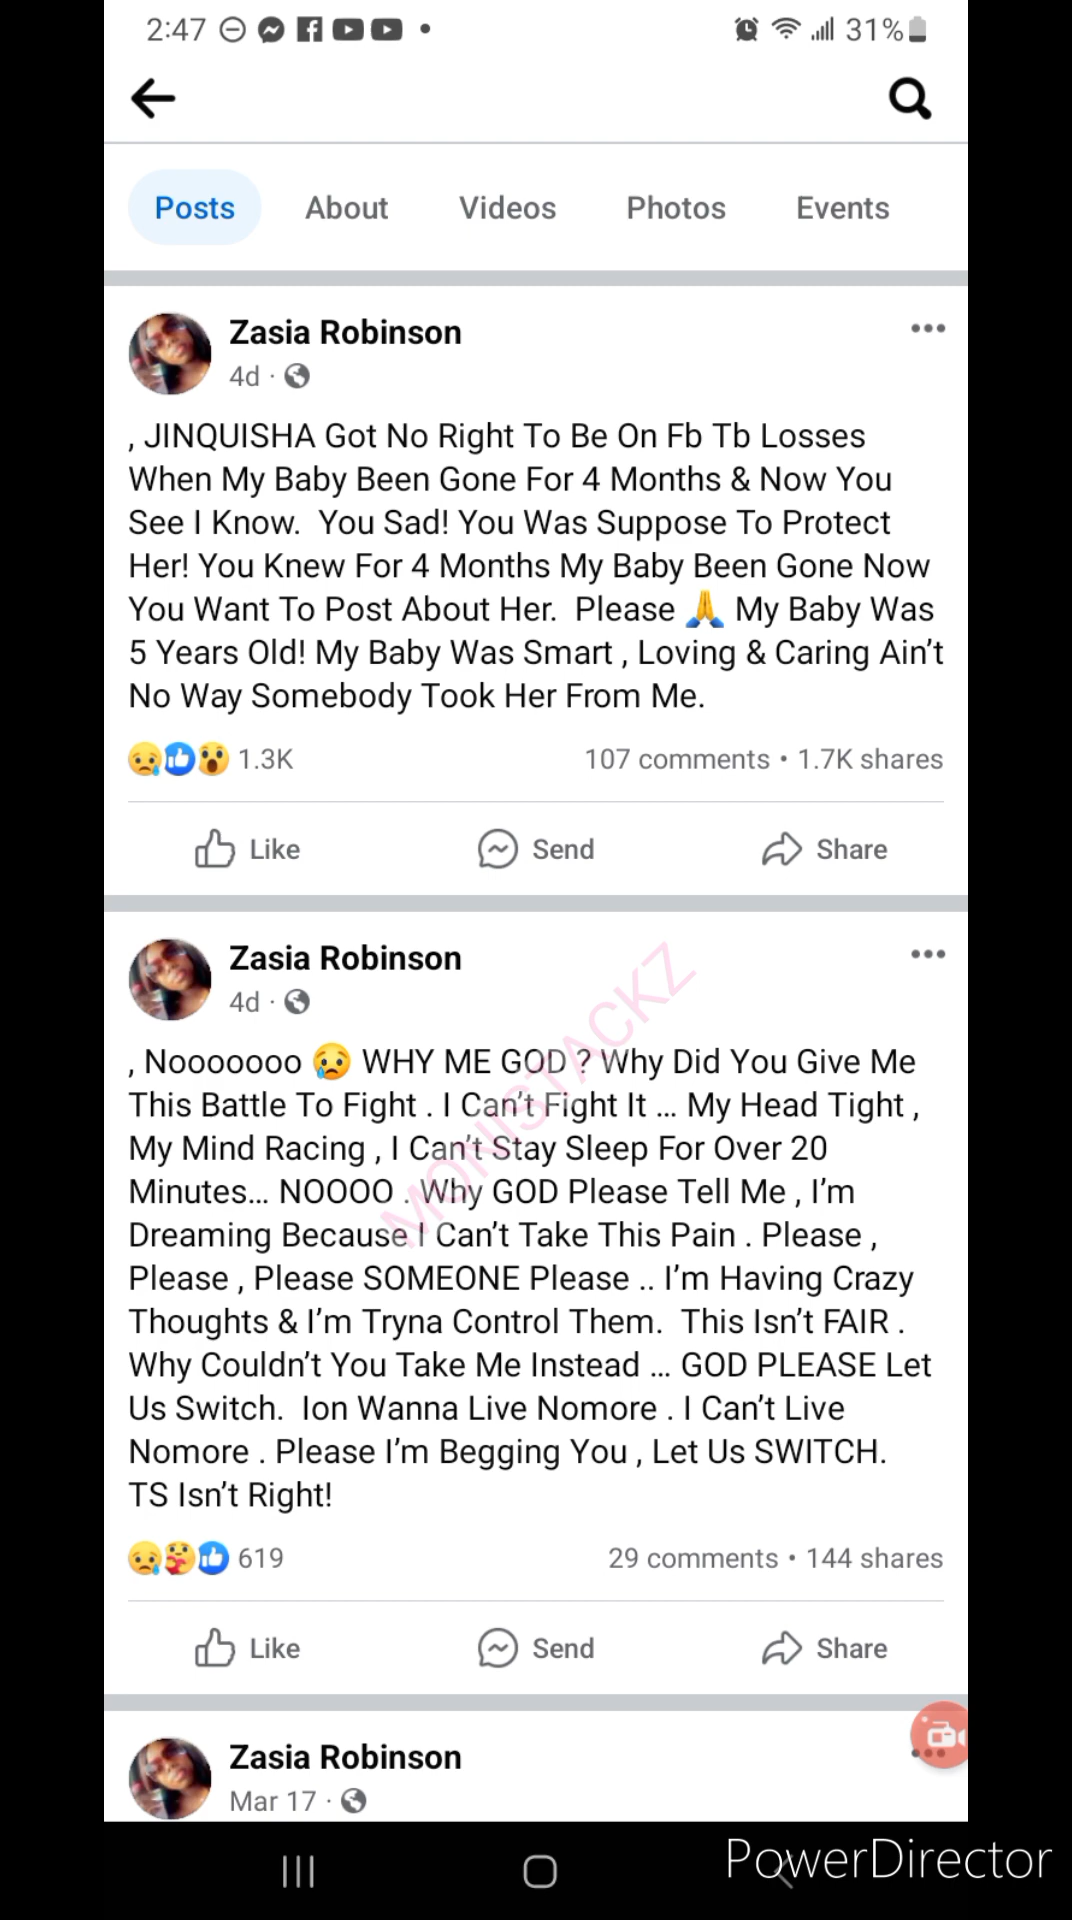 2:47 31%
Posts About Videos Photos Events
Zasia Robinson
4d ·
, JINQUISHA Got No Right To Be On Fb Tb Losses
When My Baby Been Gone For 4 Months & Now You
See I Know.  You Sad! You Was Suppose To Protect
Her! You Knew For 4 Months My Baby Been Gone Now
You Want To Post About Her.  Please 🙏 My Baby Was
5 Years Old! My Baby Was Smart , Loving & Caring Ain't
No Way Somebody Took Her From Me.
1.3K 107 comments • 1.7K shares
Like Send Share
Zasia Robinson
4d ·
, Nooooooo 😢 WHY ME GOD ? Why Did You Give Me
This Battle To Fight . I Can't Fight It ... My Head Tight ,
My Mind Racing , I Can't Stay Sleep For Over 20
Minutes... NOOOO . Why GOD Please Tell Me , I'm
Dreaming Because I Can't Take This Pain . Please ,
Please , Please SOMEONE Please .. I'm Having Crazy
Thoughts & I'm Tryna Control Them.  This Isn't FAIR .
Why Couldn't You Take Me Instead ... GOD PLEASE Let
Us Switch.  Ion Wanna Live Nomore . I Can't Live
Nomore . Please I'm Begging You , Let Us SWITCH.
TS Isn't Right!
MONIISTACKZ
619 29 comments • 144 shares
Like Send Share
Zasia Robinson
Mar 17 ·
PowerDirector